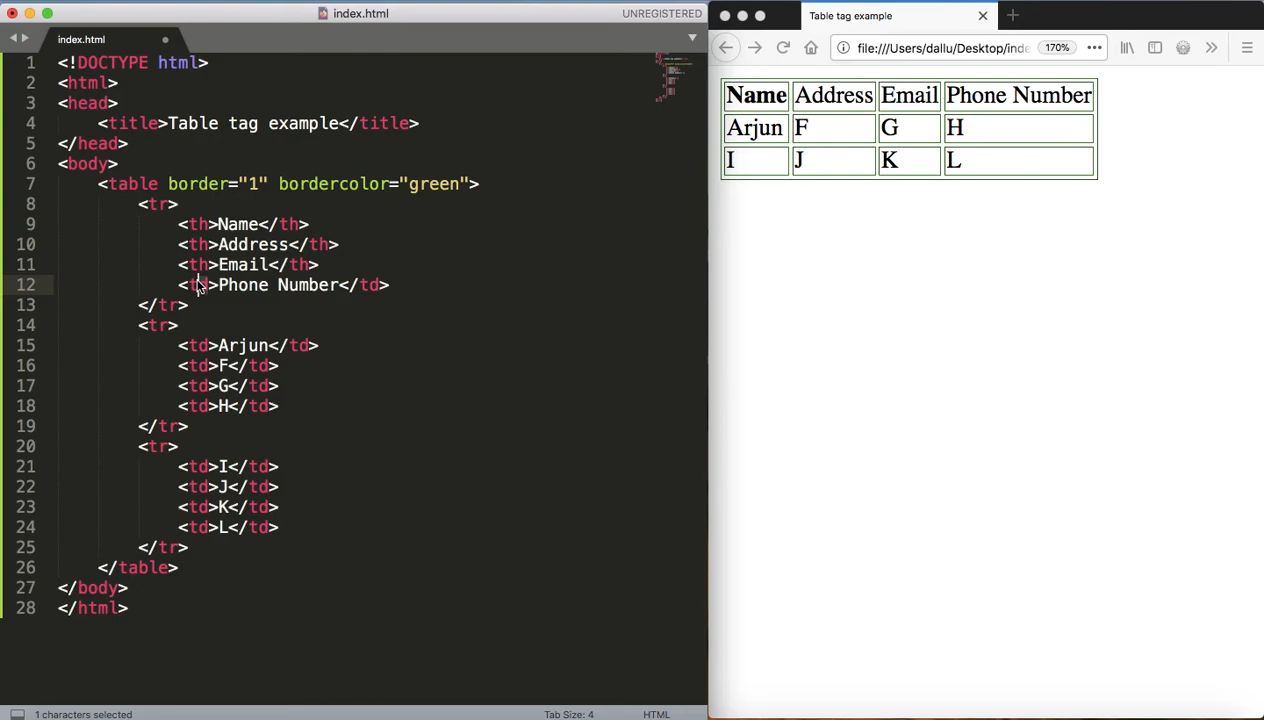 index.html
UNREGISTERED
index.html
1 <!DOCTYPE html>
2 <html>
3 <head>
4 <title>Table tag example</title>
5 </head>
6 <body>
7 <table border="1" bordercolor="green">
8 <tr>
9 <th>Name</th>
10 <th>Address</th>
11 <th>Email</th>
12 <td>Phone Number</td>
13 </tr>
14 <tr>
15 <td>Arjun</td>
16 <td>F</td>
17 <td>G</td>
18 <td>H</td>
19 </tr>
20 <tr>
21 <td>I</td>
22 <td>J</td>
23 <td>K</td>
24 <td>L</td>
25 </tr>
26 </table>
27 </body>
28 </html>
1 characters selected
Tab Size: 4
HTML
Table tag example
file:///Users/dallu/Desktop/inde
170%
Name Address Email Phone Number
Arjun F G H
I J K L